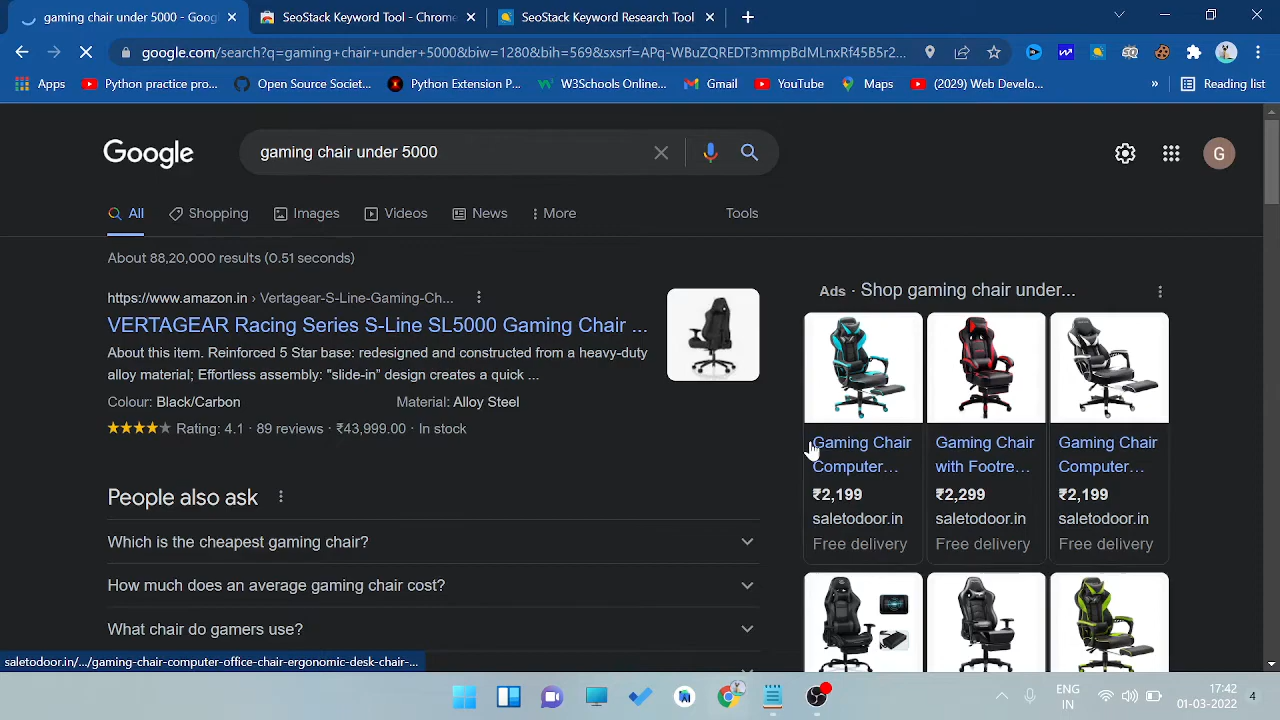 gaming chair under 5000 - Goog
SeoStack Keyword Tool - Chrome
SeoStack Keyword Research Tool
google.com/search?q=gaming+chair+under+5000&biw=1280&bih=569&sxsrf=APq-WBuZQREDT3mmpBdMLnxRf45B5r2...
Apps
Python practice pro...
Open Source Societ...
Python Extension P...
W3Schools Online...
Gmail
YouTube
Maps
(2029) Web Develo...
»
Reading list
Google
gaming chair under 5000
G
All
Shopping
Images
Videos
News
More
Tools
About 88,20,000 results (0.51 seconds)
https://www.amazon.in › Vertagear-S-Line-Gaming-Ch...
VERTAGEAR Racing Series S-Line SL5000 Gaming Chair ...
About this item. Reinforced 5 Star base: redesigned and constructed from a heavy-duty
alloy material; Effortless assembly: "slide-in" design creates a quick ...
Colour: Black/Carbon
Material: Alloy Steel
Rating: 4.1 · 89 reviews · ₹43,999.00 · In stock
People also ask
Which is the cheapest gaming chair?
How much does an average gaming chair cost?
What chair do gamers use?
Ads · Shop gaming chair under...
Gaming Chair
Computer...
₹2,199
saletodoor.in
Free delivery
Gaming Chair
with Footre...
₹2,299
saletodoor.in
Free delivery
Gaming Chair
Computer...
₹2,199
saletodoor.in
Free delivery
saletodoor.in/.../gaming-chair-computer-office-chair-ergonomic-desk-chair-...
ENG
IN
17:42
01-03-2022
4